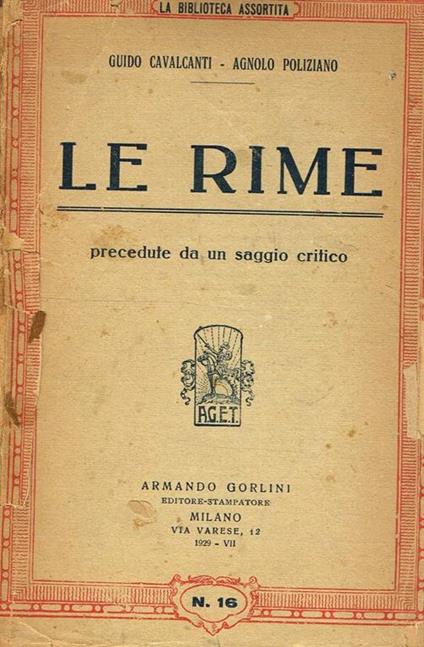 LA BIBLIOTECA ASSORTITA
GUIDO CAVALCANTI - AGNOLO POLIZIANO
LE RIME
precedute da un saggio critico
A.G.E.T.
ARMANDO GORLINI
EDITORE-STAMPATORE
MILANO
VIA VARESE, 12
1929 - VII
N. 16